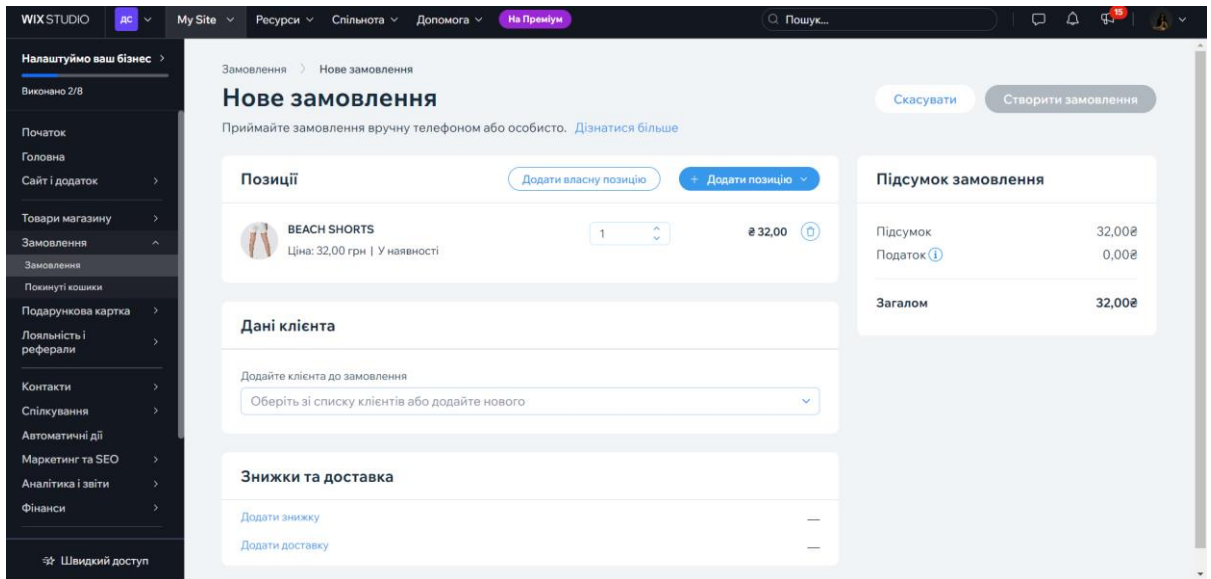 WIX STUDIO ДС My Site Ресурси Спільнота Допомога На Преміум Пошук... 15
Налаштуймо ваш бізнес
Виконано 2/8
Початок
Головна
Сайт і додаток
Товари магазину
Замовлення
Замовлення
Покинуті кошики
Подарункова картка
Лояльність і
реферали
Контакти
Спілкування
Автоматичні дії
Маркетинг та SEO
Аналітика і звіти
Фінанси
Швидкий доступ
Замовлення > Нове замовлення
Нове замовлення
Скасувати Створити замовлення
Приймайте замовлення вручну телефоном або особисто. Дізнатися більше
Позиції Додати власну позицію + Додати позицію
BEACH SHORTS 1 ₴ 32,00
Ціна: 32,00 грн | У наявності
Дані клієнта
Додайте клієнта до замовлення
Оберіть зі списку клієнтів або додайте нового
Знижки та доставка
Додати знижку —
Додати доставку —
Підсумок замовлення
Підсумок 32,00₴
Податок 0,00₴
Загалом 32,00₴